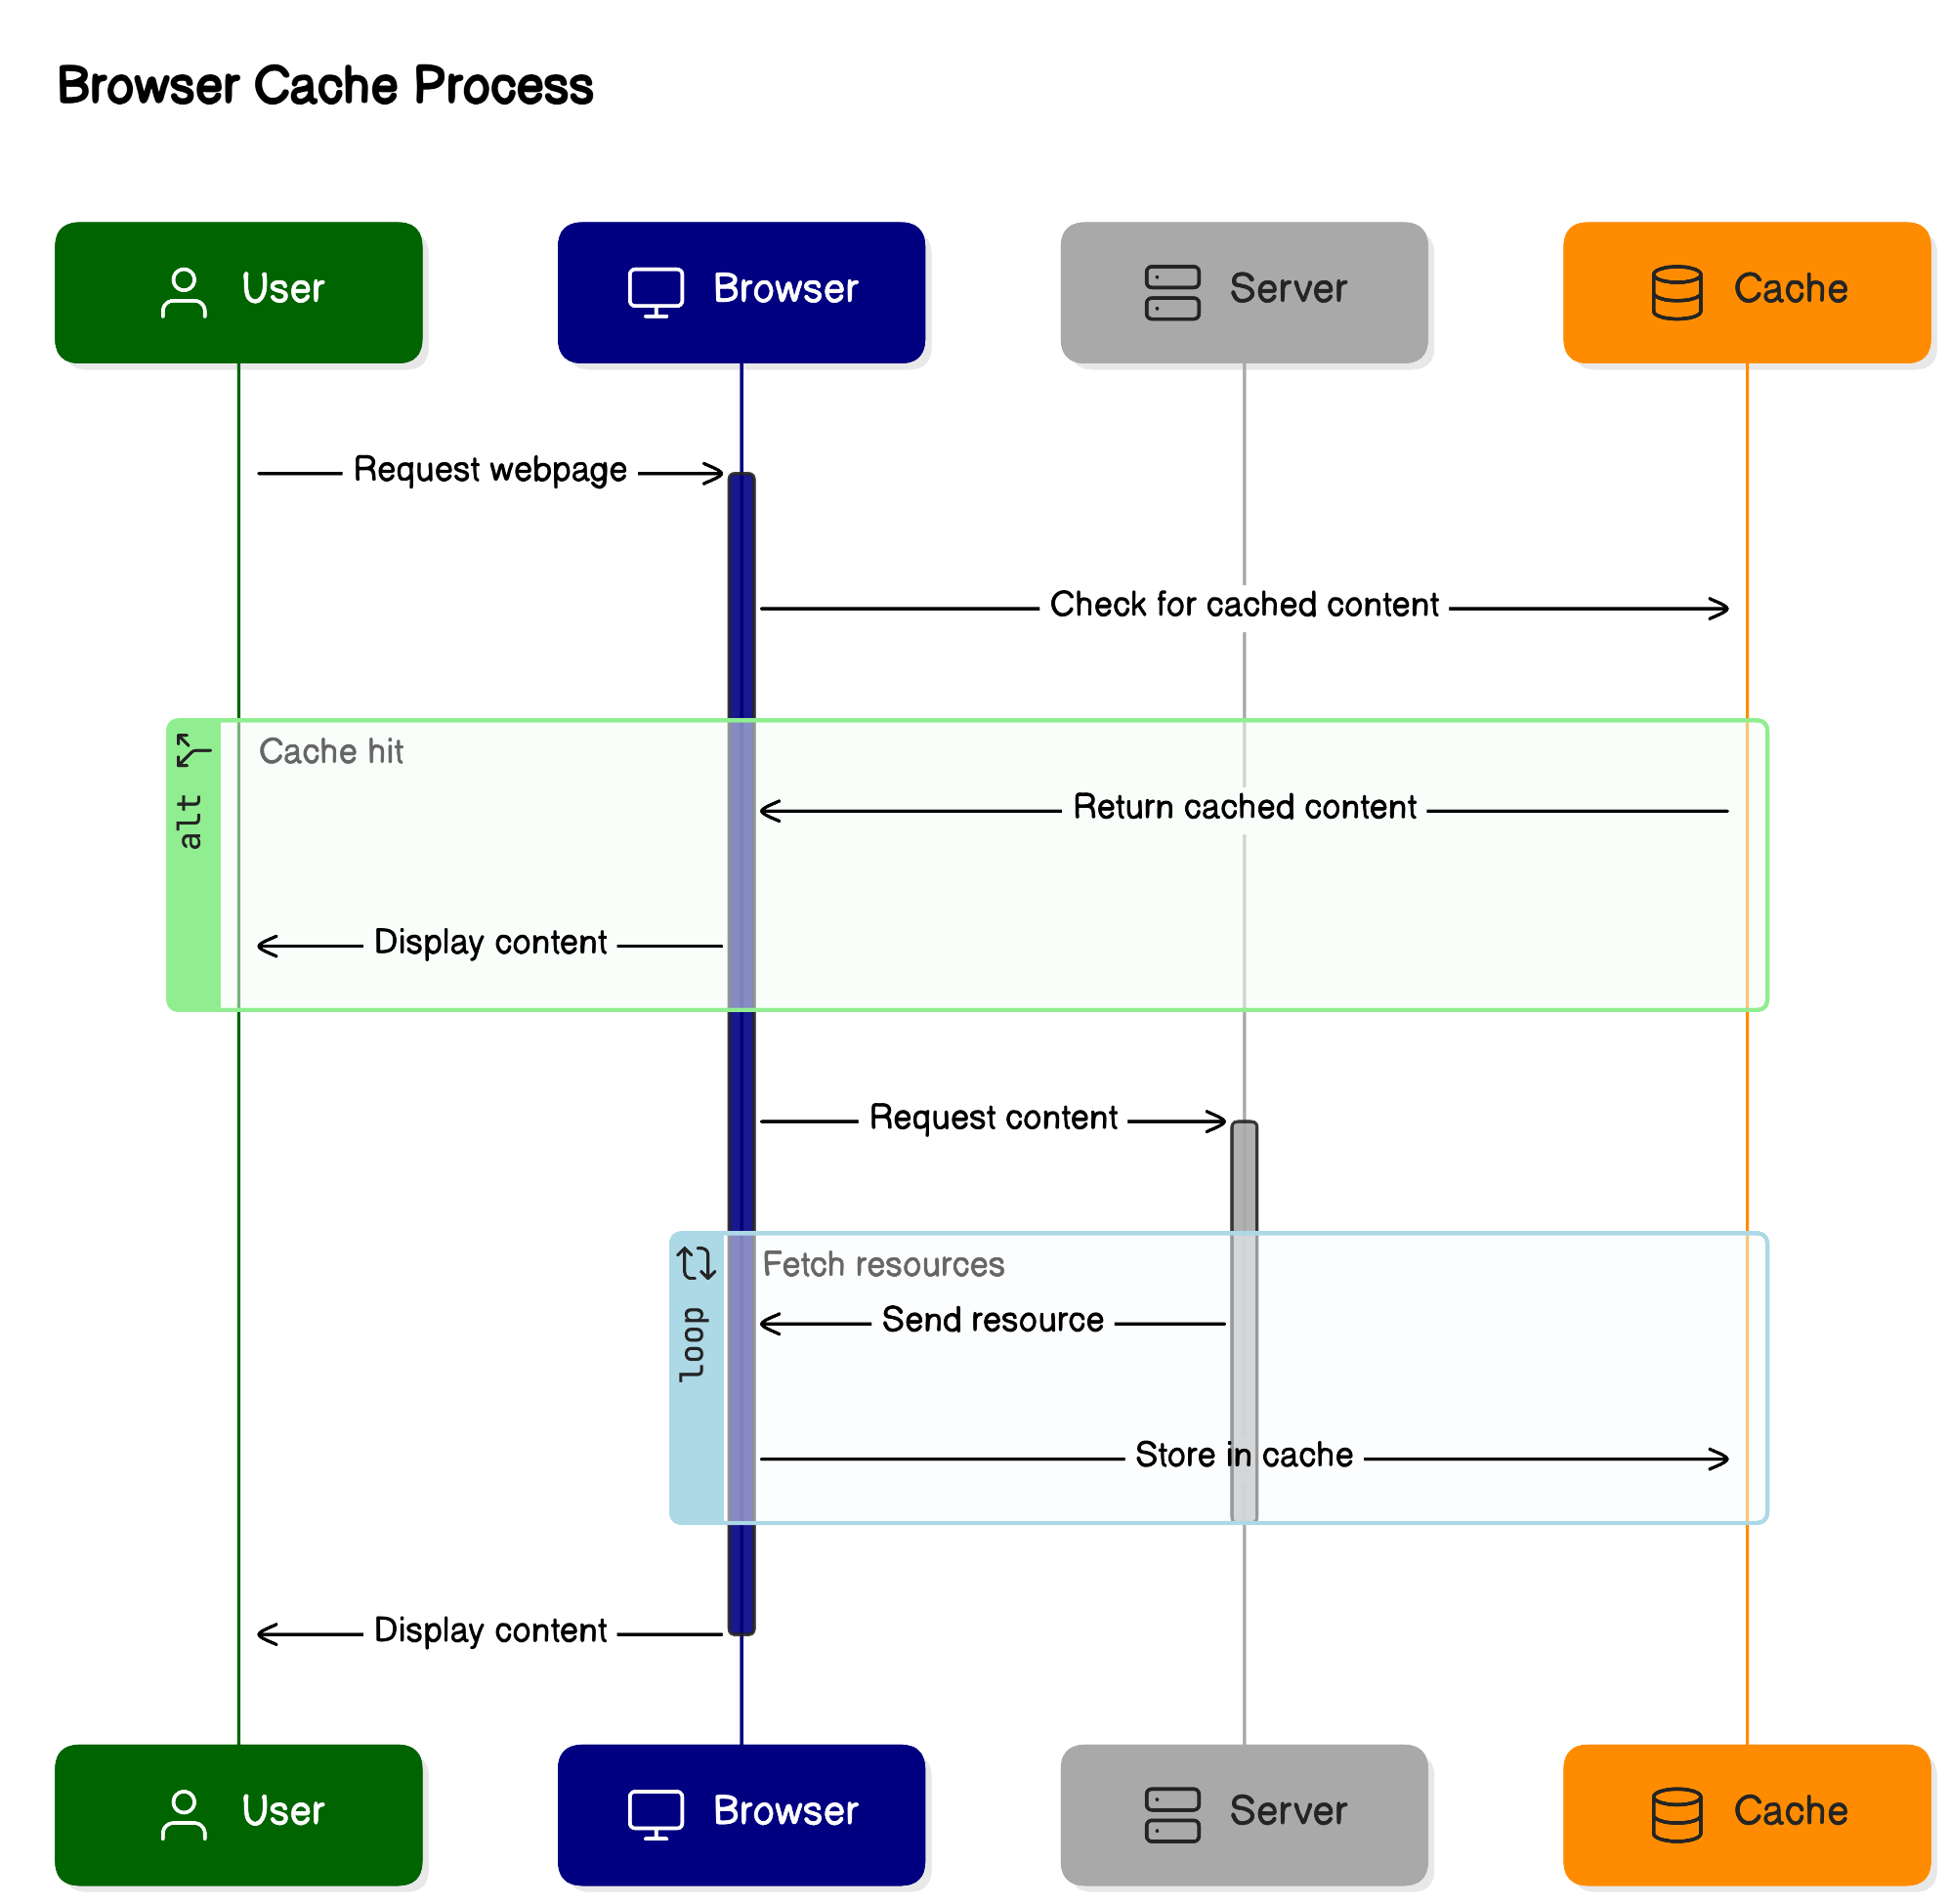 Browser Cache Process
User
Browser
Server
Cache
Request webpage
Check for cached content
alt
Cache hit
Return cached content
Display content
Request content
loop
Fetch resources
Send resource
Store in cache
Display content
User
Browser
Server
Cache